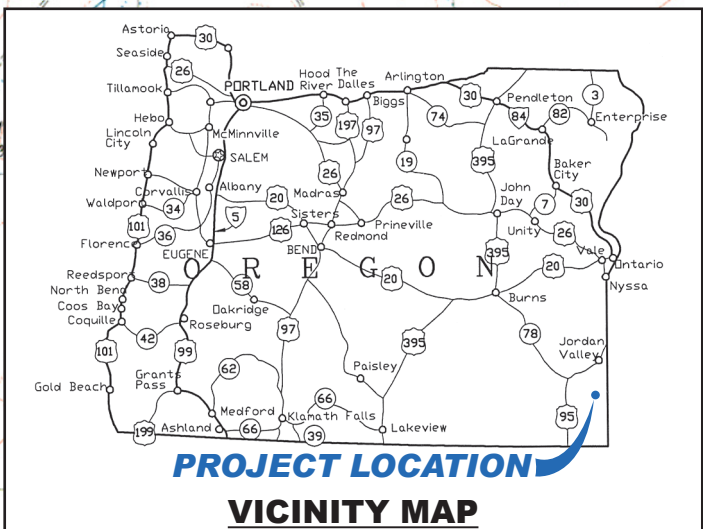 Astoria
30
Seaside
26
Tillamook
PORTLAND
Hood River
The Dalles
Arlington
Biggs
30
Pendleton
3
84
82
Enterprise
Hebo
Lincoln City
McMinnville
35
197
97
74
LaGrande
SALEM
19
395
Baker City
Newport
Corvallis
Albany
26
Madras
20
26
John Day
7
30
Waldport
34
5
Sisters
Prineville
Unity
26
101
36
126
Redmond
Florence
EUGENE
BEND
395
Vale
Ontario
OREGON
20
20
Nyssa
Reedsport
38
58
North Bend
Coos Bay
Oakridge
Burns
Coquille
Roseburg
97
78
42
395
101
99
Jordan Valley
62
Paisley
Gold Beach
Grants Pass
66
Medford
Klamath Falls
95
199
Ashland
66
39
Lakeview
PROJECT LOCATION
VICINITY MAP